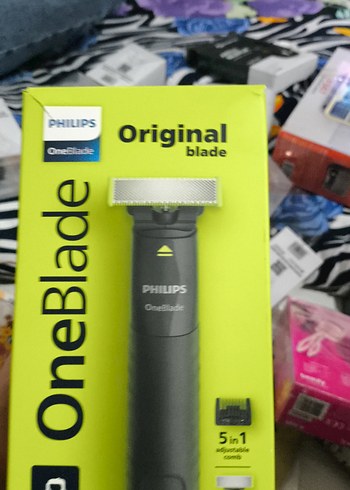 PHILIPS
OneBlade
Original
blade
OneBlade
PHILIPS
OneBlade
5 in 1
adjustable
comb